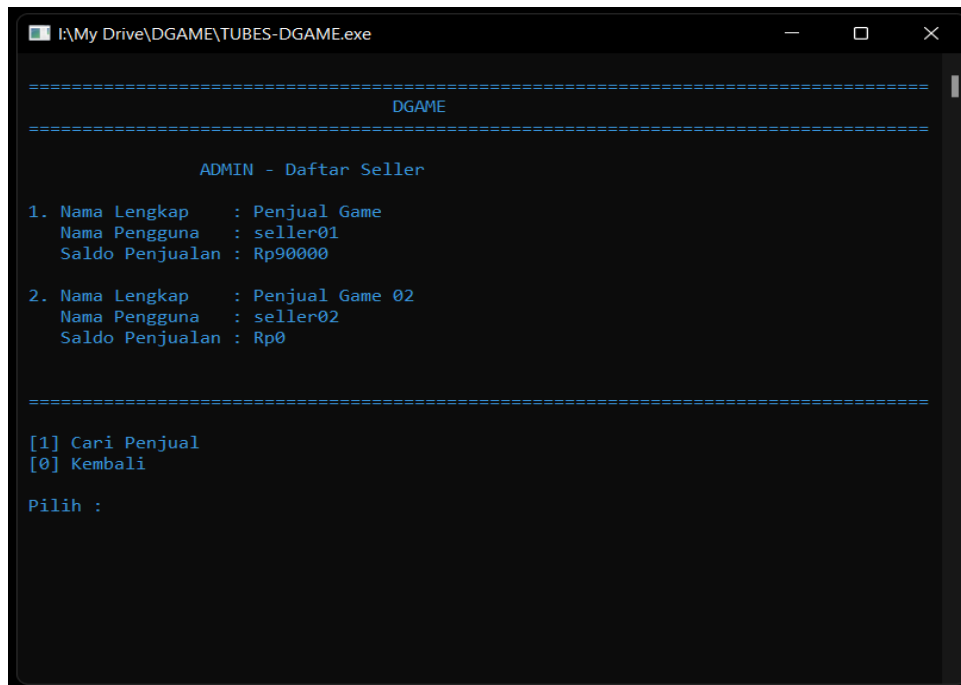 I:\My Drive\DGAME\TUBES-DGAME.exe
====================================================================================
DGAME
====================================================================================
ADMIN - Daftar Seller
1. Nama Lengkap    : Penjual Game
Nama Pengguna   : seller01
Saldo Penjualan : Rp90000
2. Nama Lengkap    : Penjual Game 02
Nama Pengguna   : seller02
Saldo Penjualan : Rp0
====================================================================================
[1] Cari Penjual
[0] Kembali
Pilih :